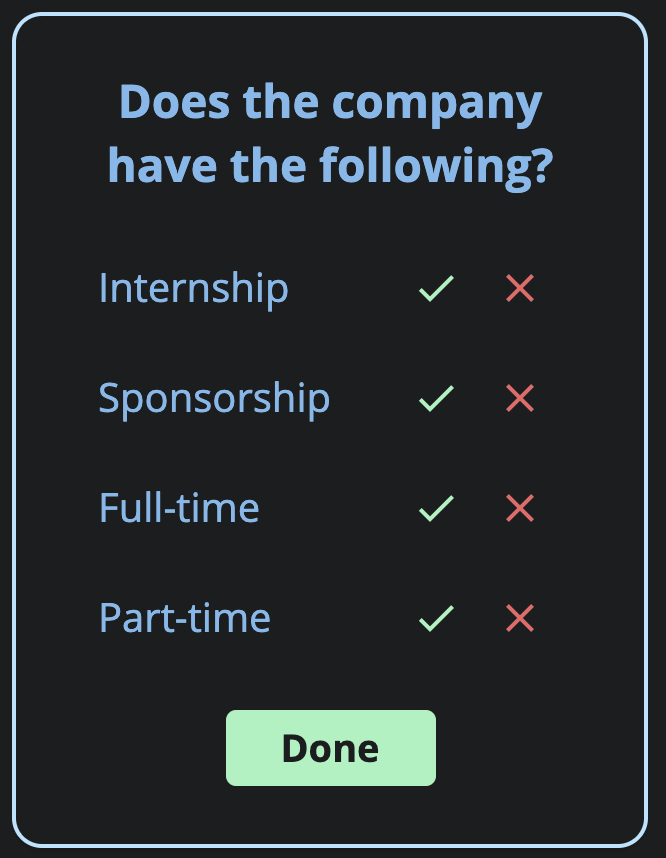 Does the company
have the following?
Internship
Sponsorship
Full-time
Part-time
Done